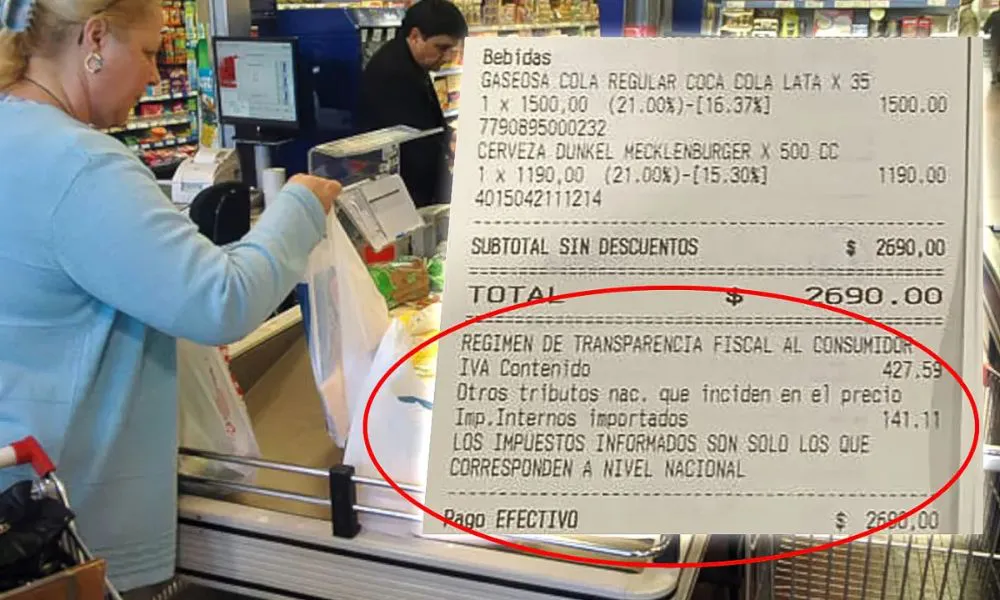 Bebidas
GASEOSA COLA REGULAR COCA COLA LATA X 35
1 x 1500,00 (21.00%)-[16.37%] 1500.00
7790895000232
CERVEZA DUNKEL MECKLENBURGER X 500 CC
1 x 1190,00 (21.00%)-[15.30%] 1190.00
4015042111214
SUBTOTAL SIN DESCUENTOS $ 2690,00
TOTAL $ 2690.00
REGIMEN DE TRANSPARENCIA FISCAL AL CONSUMIDOR
IVA Contenido 427.59
Otros tributos nac. que inciden en el precio
Imp.Internos importados 141.11
LOS IMPUESTOS INFORMADOS SON SOLO LOS QUE
CORRESPONDEN A NIVEL NACIONAL
Pago EFECTIVO $ 2690,00